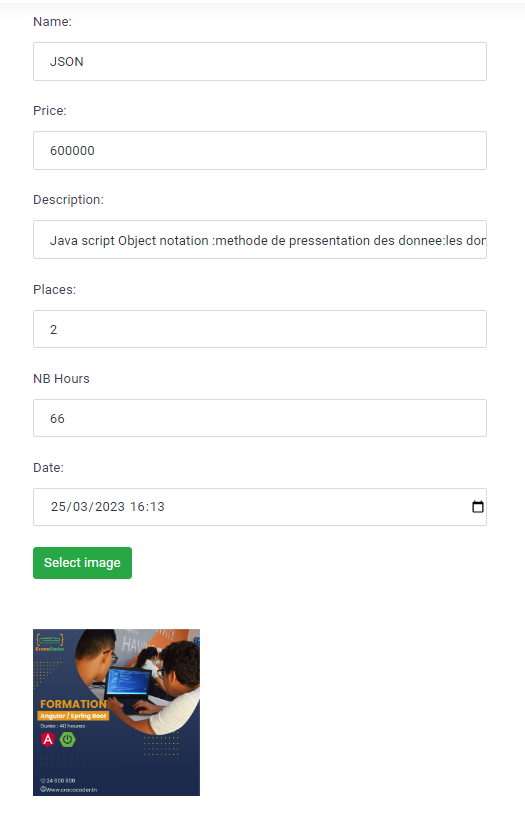 Name:
JSON
Price:
600000
Description:
Java script Object notation :methode de pressentation des donnee:les don
Places:
2
NB Hours
66
Date:
25/03/2023 16:13
Select image
CrocoCoder
HAVIN
FORMATION
Angular / Spring Boot
Durée : 40 heures
24 600 900
Www.crococoder.tn